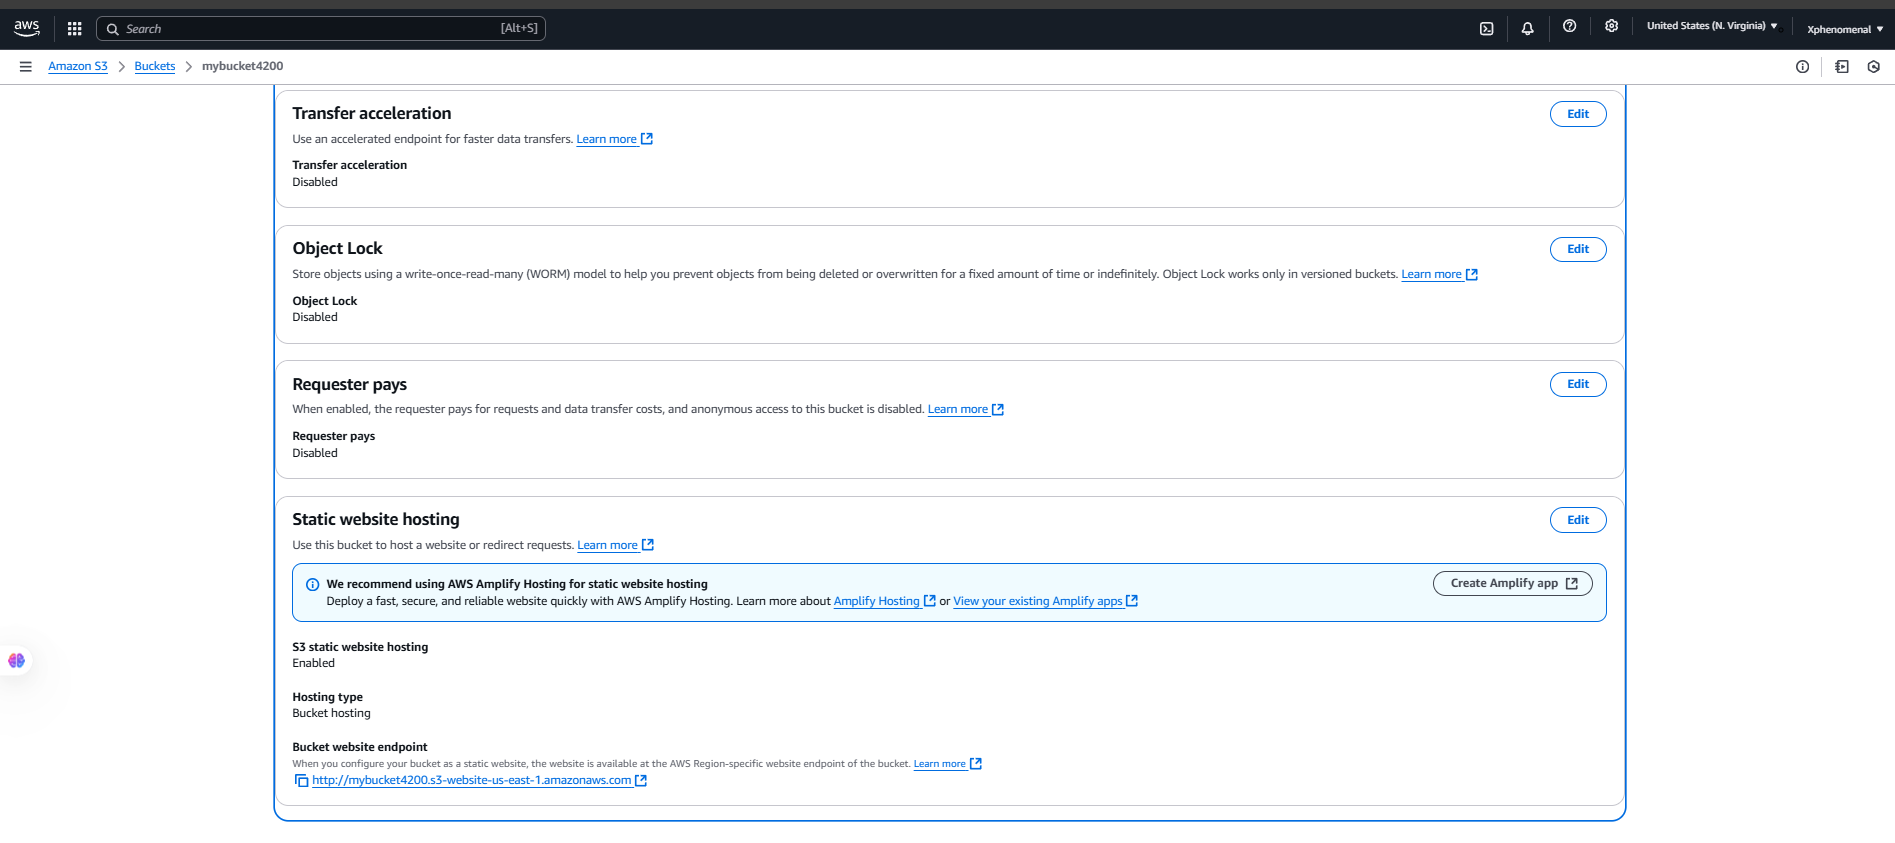 aws
Search
[Alt+S]
United States (N. Virginia)
Xphenomenal
Amazon S3
Buckets
mybucket4200
Transfer acceleration
Edit
Use an accelerated endpoint for faster data transfers. Learn more
Transfer acceleration
Disabled
Object Lock
Edit
Store objects using a write-once-read-many (WORM) model to help you prevent objects from being deleted or overwritten for a fixed amount of time or indefinitely. Object Lock works only in versioned buckets. Learn more
Object Lock
Disabled
Requester pays
Edit
When enabled, the requester pays for requests and data transfer costs, and anonymous access to this bucket is disabled. Learn more
Requester pays
Disabled
Static website hosting
Edit
Use this bucket to host a website or redirect requests. Learn more
We recommend using AWS Amplify Hosting for static website hosting
Create Amplify app
Deploy a fast, secure, and reliable website quickly with AWS Amplify Hosting. Learn more about Amplify Hosting or View your existing Amplify apps
S3 static website hosting
Enabled
Hosting type
Bucket hosting
Bucket website endpoint
When you configure your bucket as a static website, the website is available at the AWS Region-specific website endpoint of the bucket. Learn more
http://mybucket4200.s3-website-us-east-1.amazonaws.com